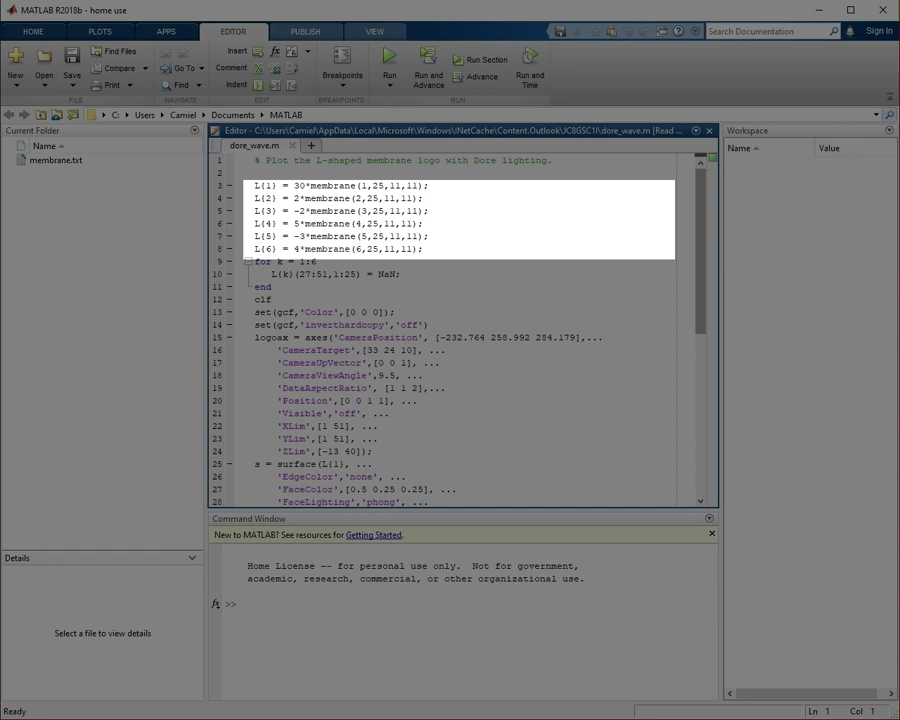 MATLAB R2018b - home use
HOME
PLOTS
APPS
EDITOR
PUBLISH
VIEW
Search Documentation
Sign In
New
Open
Save
Find Files
Compare
Print
FILE
Go To
Find
NAVIGATE
Insert
Comment
Indent
EDIT
Breakpoints
BREAKPOINTS
Run
Run and Advance
Run Section
Advance
Run and Time
RUN
C: Users Camiel Documents MATLAB
Current Folder
Name
membrane.txt
Details
Select a file to view details
Editor - C:\Users\Camiel\AppData\Local\Microsoft\Windows\INetCache\Content.Outlook\JC8GSC1I\dore_wave.m [Read ...
dore_wave.m
1 % Plot the L-shaped membrane logo with Dore lighting.
2
3 L{1} = 30*membrane(1,25,11,11);
4 L{2} = 2*membrane(2,25,11,11);
5 L{3} = -2*membrane(3,25,11,11);
6 L{4} = 5*membrane(4,25,11,11);
7 L{5} = -3*membrane(5,25,11,11);
8 L{6} = 4*membrane(6,25,11,11);
9 for k = 1:6
10 L{k}(27:51,1:25) = NaN;
11 end
12 clf
13 set(gcf,'Color',[0 0 0]);
14 set(gcf,'inverthardcopy','off')
15 logoax = axes('CameraPosition', [-232.764 258.992 284.179],...
16 'CameraTarget',[33 24 10], ...
17 'CameraUpVector',[0 0 1], ...
18 'CameraViewAngle',9.5, ...
19 'DataAspectRatio', [1 1 2],...
20 'Position',[0 0 1 1], ...
21 'Visible','off', ...
22 'XLim',[1 51], ...
23 'YLim',[1 51], ...
24 'ZLim',[-13 40]);
25 s = surface(L{1}, ...
26 'EdgeColor','none', ...
27 'FaceColor',[0.5 0.25 0.25], ...
28 'FaceLighting','phong', ...
Command Window
New to MATLAB? See resources for Getting Started.
Home License -- for personal use only. Not for government,
academic, research, commercial, or other organizational use.
fx >>
Workspace
Name
Value
Ready
Ln 1 Col 1